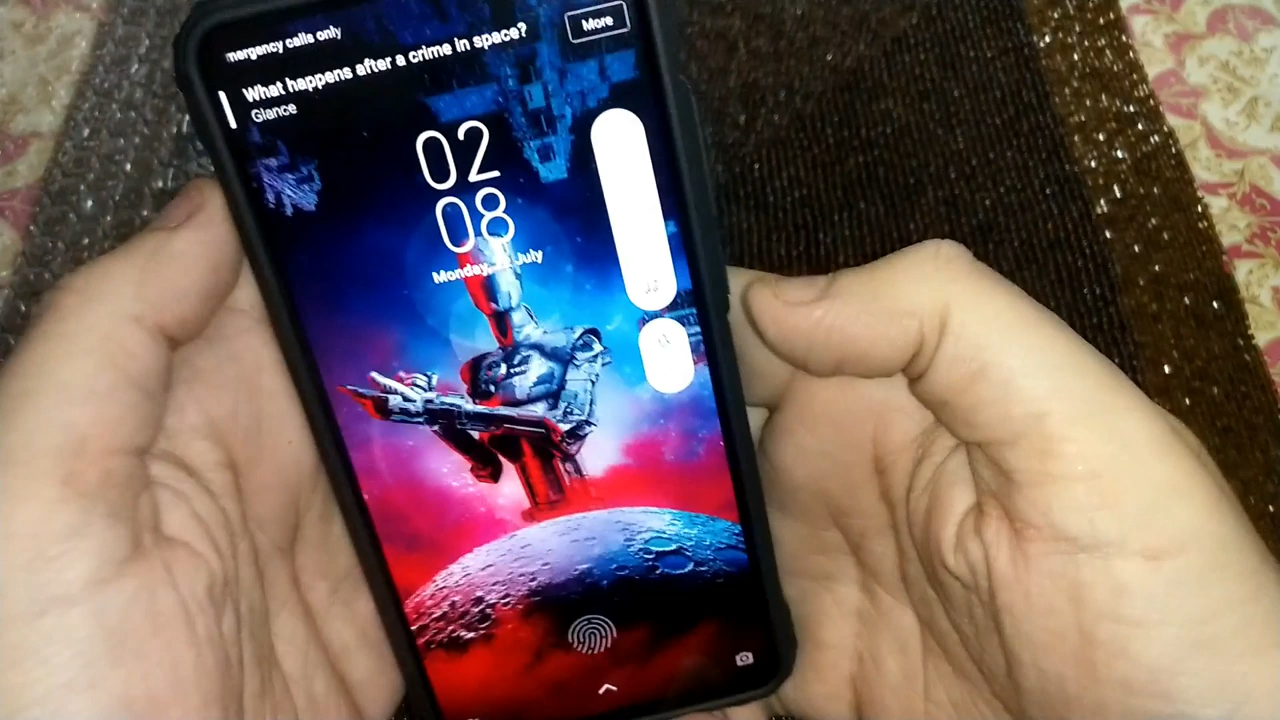 mergency calls only
More
What happens after a crime in space?
Glance
02
08
Monday, July